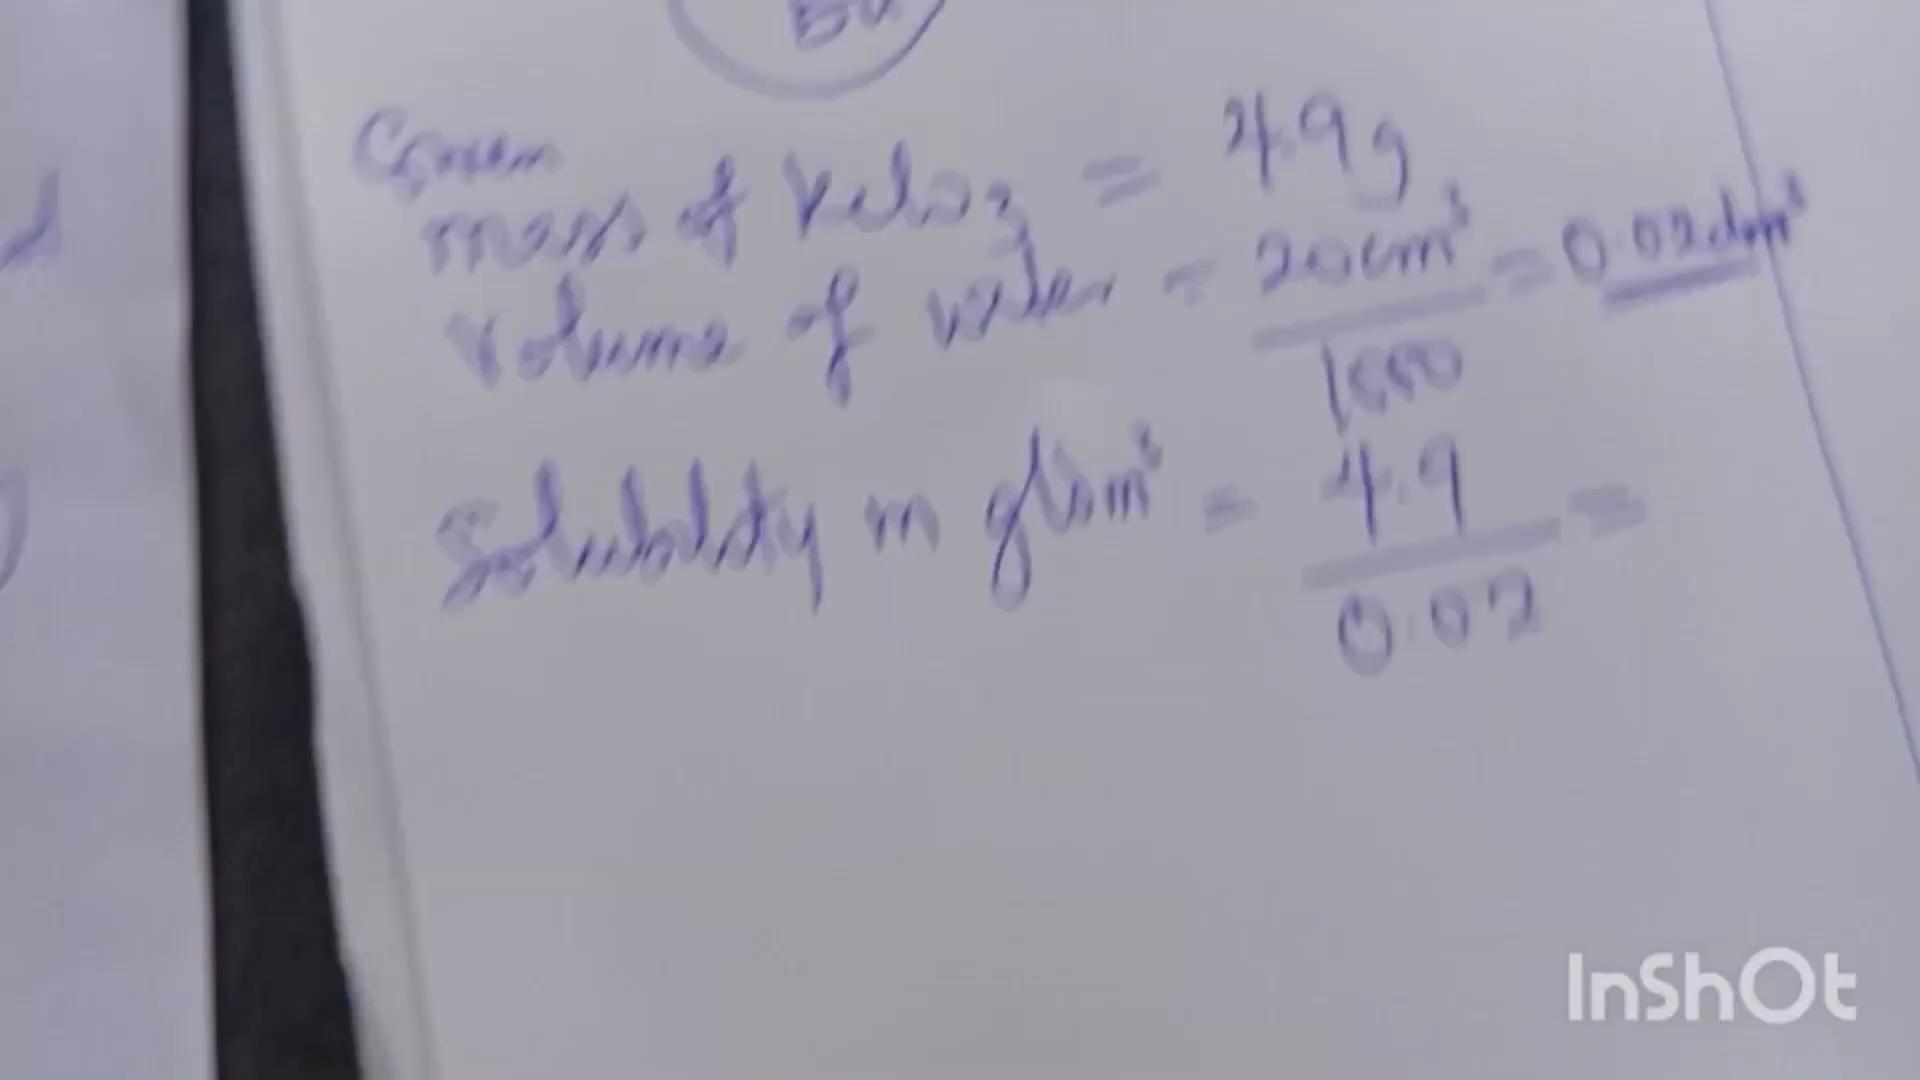 Given
mass of KClO3 = 4.9g
Volume of water = 20cm³ = 0.02dm³
1000
Solubility in g/dm³ = 4.9 =
0.02
InShOt